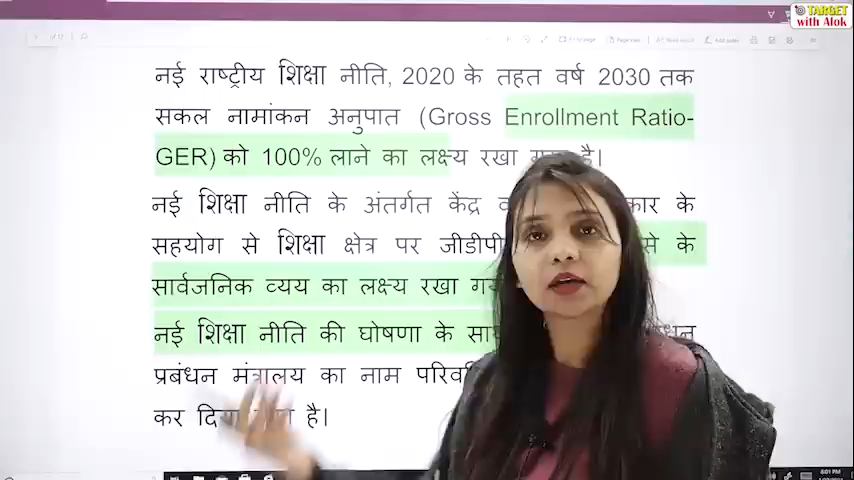 TARGET
with Alok
नई राष्ट्रीय शिक्षा नीति, 2020 के तहत वर्ष 2030 तक
सकल नामांकन अनुपात (Gross Enrollment Ratio-
GER) को 100% लाने का लक्ष्य रखा है।
नई शिक्षा नीति के अंतर्गत केंद्र के
सहयोग से शिक्षा क्षेत्र पर जीडीपी से के
सार्वजनिक व्यय का लक्ष्य रखा
नई शिक्षा नीति की घोषणा के
प्रबंधन मंत्रालय का नाम
कर है।